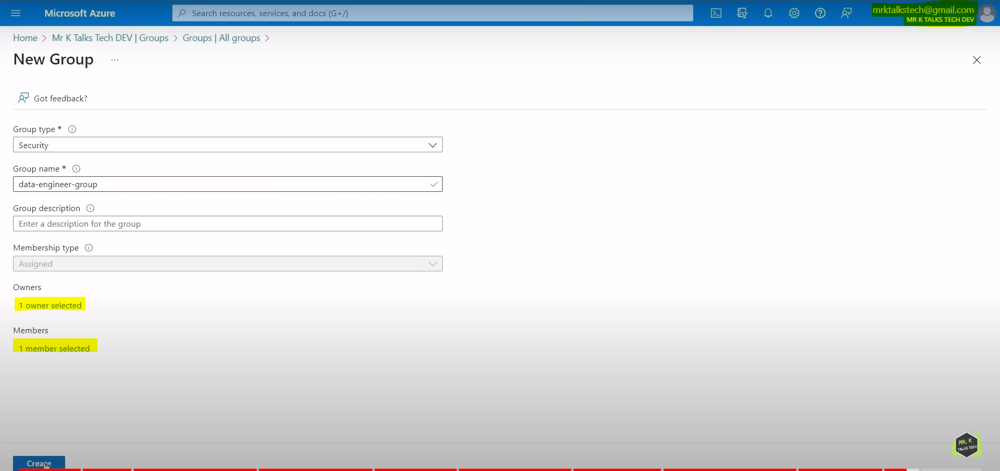 Microsoft Azure
Search resources, services, and docs (G+/)
mrktalkstech@gmail.com
MR K TALKS TECH DEV
Home > Mr K Talks Tech DEV | Groups > Groups | All groups >
New Group ...
Got feedback?
Group type *
Security
Group name *
data-engineer-group
Group description
Enter a description for the group
Membership type
Assigned
Owners
1 owner selected
Members
1 member selected
MR. K
TALKS TECH
Create